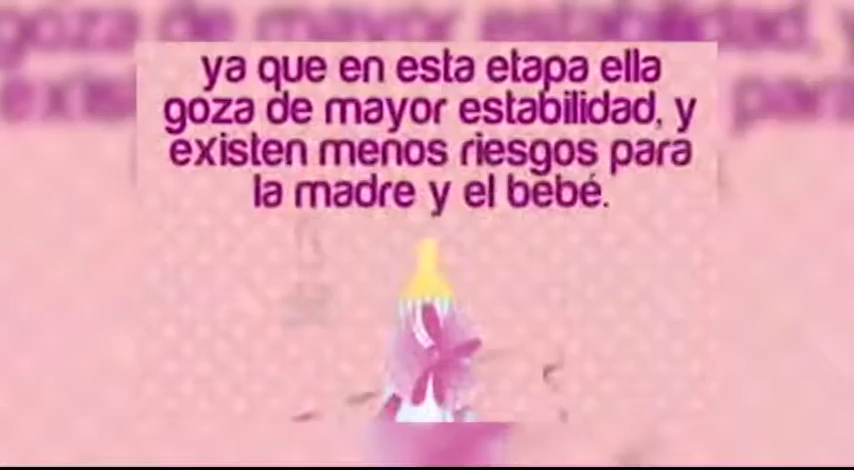 ya que en esta etapa ella
goza de mayor estabilidad, y
existen menos riesgos para
la madre y el bebé.